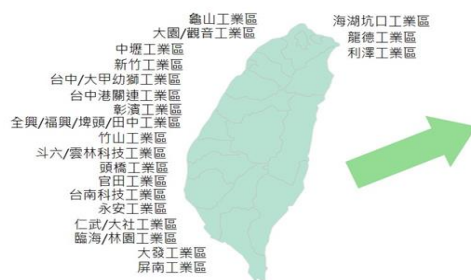 龜山工業區
大園/觀音工業區
中壢工業區
新竹工業區
台中/大甲幼獅工業區
台中港關連工業區
彰濱工業區
全興/福興/埤頭/田中工業區
竹山工業區
斗六/雲林科技工業區
頭橋工業區
官田工業區
台南科技工業區
永安工業區
仁武/大社工業區
臨海/林園工業區
大發工業區
屏南工業區
海湖坑口工業區
龍德工業區
利澤工業區